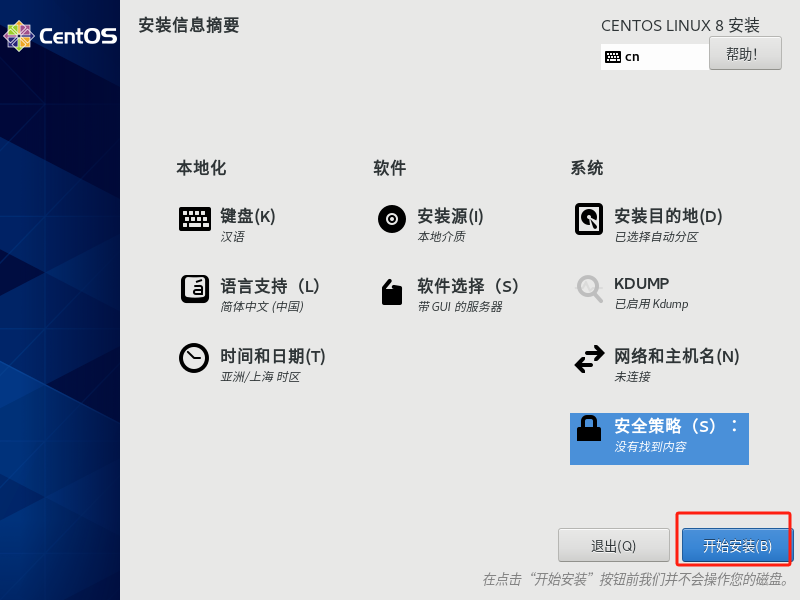 CentOS
安装信息摘要
CENTOS LINUX 8 安装
cn
帮助!
本地化
软件
系统
键盘(K)
汉语
安装源(I)
本地介质
安装目的地(D)
已选择自动分区
语言支持（L）
简体中文 (中国)
软件选择（S）
带 GUI 的服务器
KDUMP
已启用 Kdump
时间和日期(T)
亚洲/上海 时区
网络和主机名(N)
未连接
安全策略（S）：
没有找到内容
退出(Q)
开始安装(B)
在点击“开始安装”按钮前我们并不会操作您的磁盘。